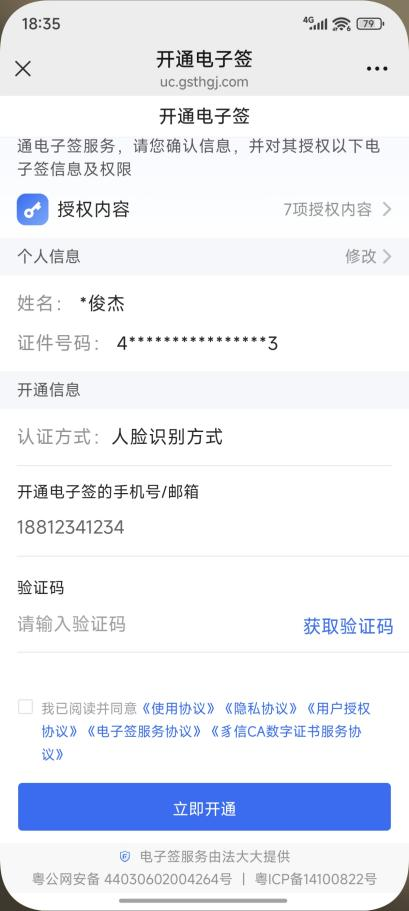 18:35
4G
79
开通电子签
uc.gsthgj.com
开通电子签
通电子签服务，请您确认信息，并对其授权以下电
子签信息及权限
授权内容
7项授权内容
个人信息
修改
姓名： *俊杰
证件号码： 4****************3
开通信息
认证方式：人脸识别方式
开通电子签的手机号/邮箱
18812341234
验证码
请输入验证码
获取验证码
我已阅读并同意《使用协议》《隐私协议》《用户授权
协议》《电子签服务协议》《豸信CA数字证书服务协
议》
立即开通
电子签服务由法大大提供
粤公网安备 44030602004264号 | 粤ICP备14100822号